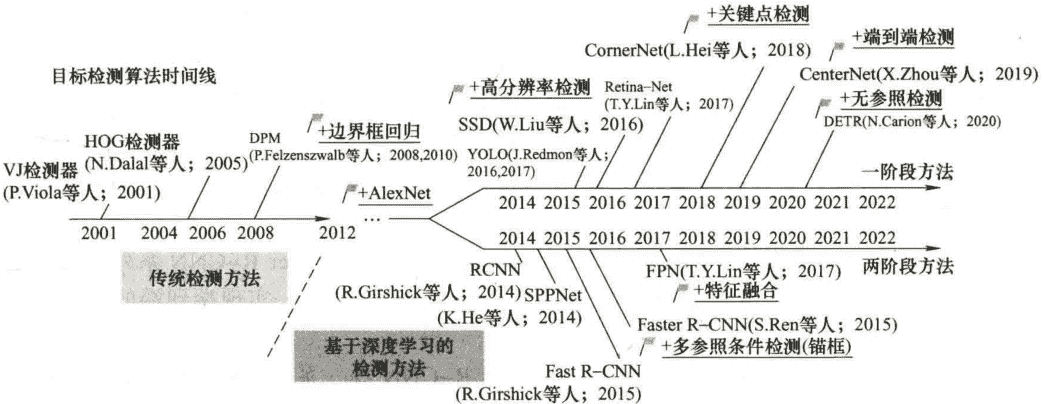 目标检测算法时间线
VJ检测器
(P.Viola等人；2001)
HOG检测器
(N.Dalal等人；2005)
DPM
(P.Felzenszwalb等人；2008,2010)
+边界框回归
+AlexNet
+高分辨率检测
SSD(W.Liu等人；2016)
YOLO(J.Redmon等人；
2016,2017)
Retina-Net
(T.Y.Lin等人；2017)
+关键点检测
CornerNet(L.Hei等人；2018)
+端到端检测
CenterNet(X.Zhou等人；2019)
+无参照检测
DETR(N.Carion等人；2020)
一阶段方法
2014 2015 2016 2017 2018 2019 2020 2021 2022
2001 2004 2006 2008 2012 …
2014 2015 2016 2017 2018 2019 2020 2021 2022
两阶段方法
传统检测方法
基于深度学习的
检测方法
RCNN
(R.Girshick等人；2014)
SPPNet
(K.He等人；2014)
Fast R-CNN
(R.Girshick等人；2015)
FPN(T.Y.Lin等人；2017)
+特征融合
Faster R-CNN(S.Ren等人；2015)
+多参照条件检测(锚框)